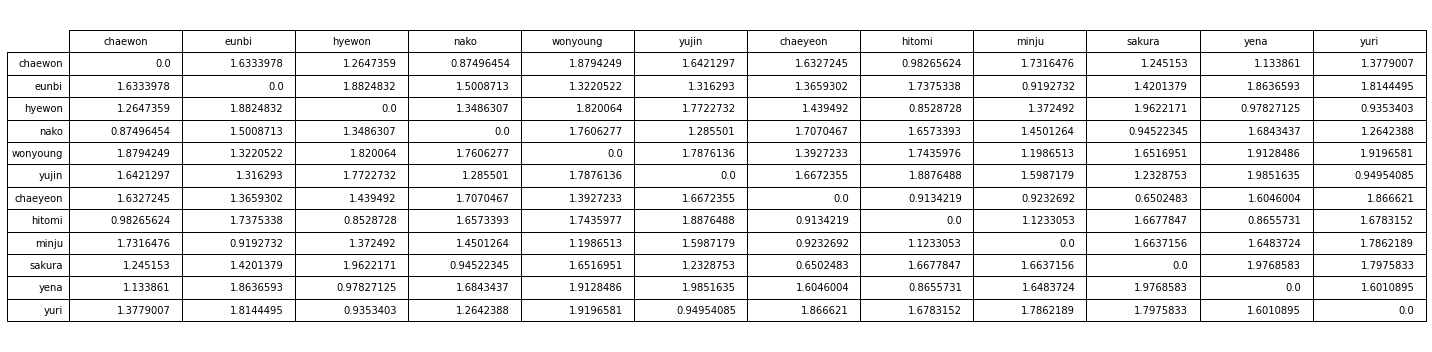 chaewon eunbi hyewon nako wonyoung yujin chaeyeon hitomi minju sakura yena yuri
chaewon 0.0 1.6333978 1.2647359 0.87496454 1.8794249 1.6421297 1.6327245 0.98265624 1.7316476 1.245153 1.133861 1.3779007
eunbi 1.6333978 0.0 1.8824832 1.5008713 1.3220522 1.316293 1.3659302 1.7375338 0.9192732 1.4201379 1.8636593 1.8144495
hyewon 1.2647359 1.8824832 0.0 1.3486307 1.820064 1.7722732 1.439492 0.8528728 1.372492 1.9622171 0.97827125 0.9353403
nako 0.87496454 1.5008713 1.3486307 0.0 1.7606277 1.285501 1.7070467 1.6573393 1.4501264 0.94522345 1.6843437 1.2642388
wonyoung 1.8794249 1.3220522 1.820064 1.7606277 0.0 1.7876136 1.3927233 1.7435976 1.1986513 1.6516951 1.9128486 1.9196581
yujin 1.6421297 1.316293 1.7722732 1.285501 1.7876136 0.0 1.6672355 1.8876488 1.5987179 1.2328753 1.9851635 0.94954085
chaeyeon 1.6327245 1.3659302 1.439492 1.7070467 1.3927233 1.6672355 0.0 0.9134219 0.9232692 0.6502483 1.6046004 1.866621
hitomi 0.98265624 1.7375338 0.8528728 1.6573393 1.7435977 1.8876488 0.9134219 0.0 1.1233053 1.6677847 0.8655731 1.6783152
minju 1.7316476 0.9192732 1.372492 1.4501264 1.1986513 1.5987179 0.9232692 1.1233053 0.0 1.6637156 1.6483724 1.7862189
sakura 1.245153 1.4201379 1.9622171 0.94522345 1.6516951 1.2328753 0.6502483 1.6677847 1.6637156 0.0 1.9768583 1.7975833
yena 1.133861 1.8636593 0.97827125 1.6843437 1.9128486 1.9851635 1.6046004 0.8655731 1.6483724 1.9768583 0.0 1.6010895
yuri 1.3779007 1.8144495 0.9353403 1.2642388 1.9196581 0.94954085 1.866621 1.6783152 1.7862189 1.7975833 1.6010895 0.0